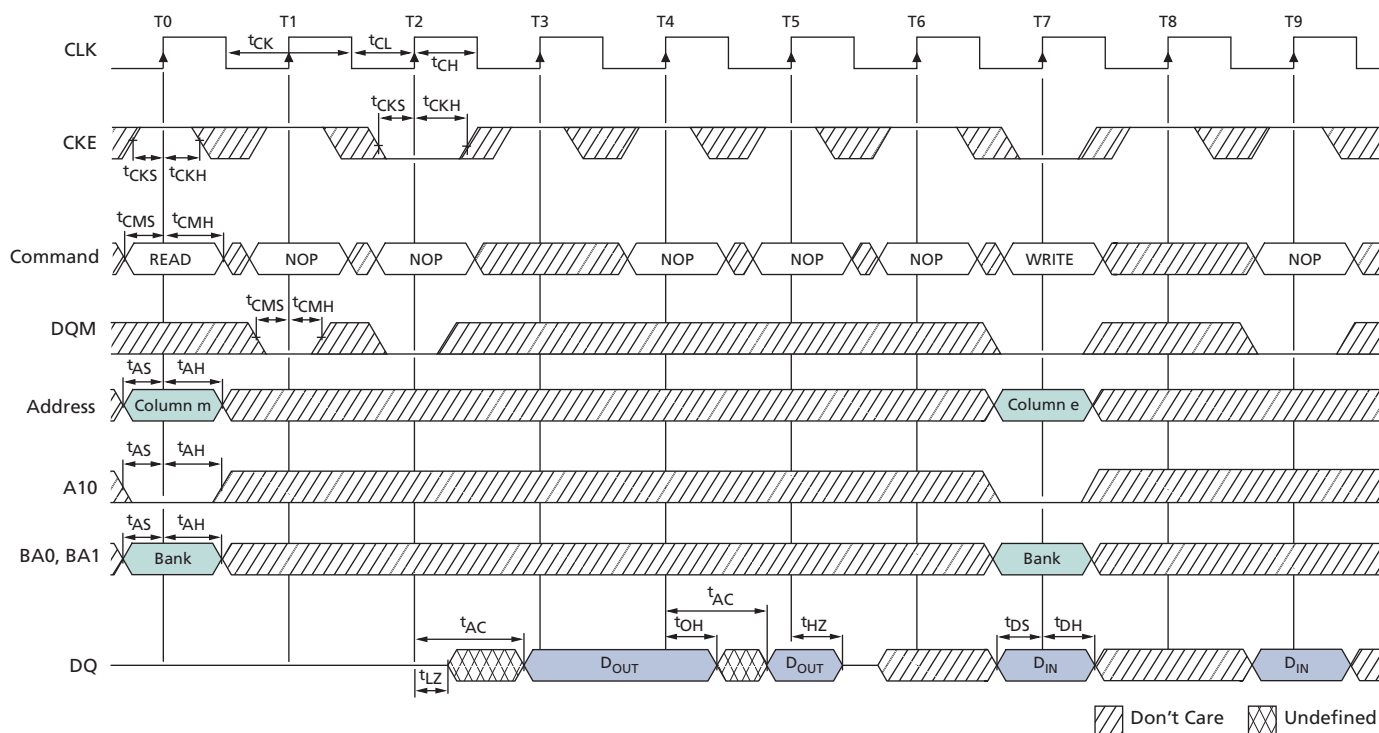 T0 T1 T2 T3 T4 T5 T6 T7 T8 T9
CLK
tCK tCL
tCH
tCKS tCKH
CKE
tCKS tCKH
tCMS tCMH
Command READ NOP NOP NOP NOP NOP WRITE NOP
tCMS tCMH
DQM
tAS tAH
Address Column m Column e
tAS tAH
A10
tAS tAH
BA0, BA1 Bank Bank
tAC
tAC tOH tHZ tDS tDH
DQ DOUT DOUT DIN DIN
tLZ
Don't Care Undefined